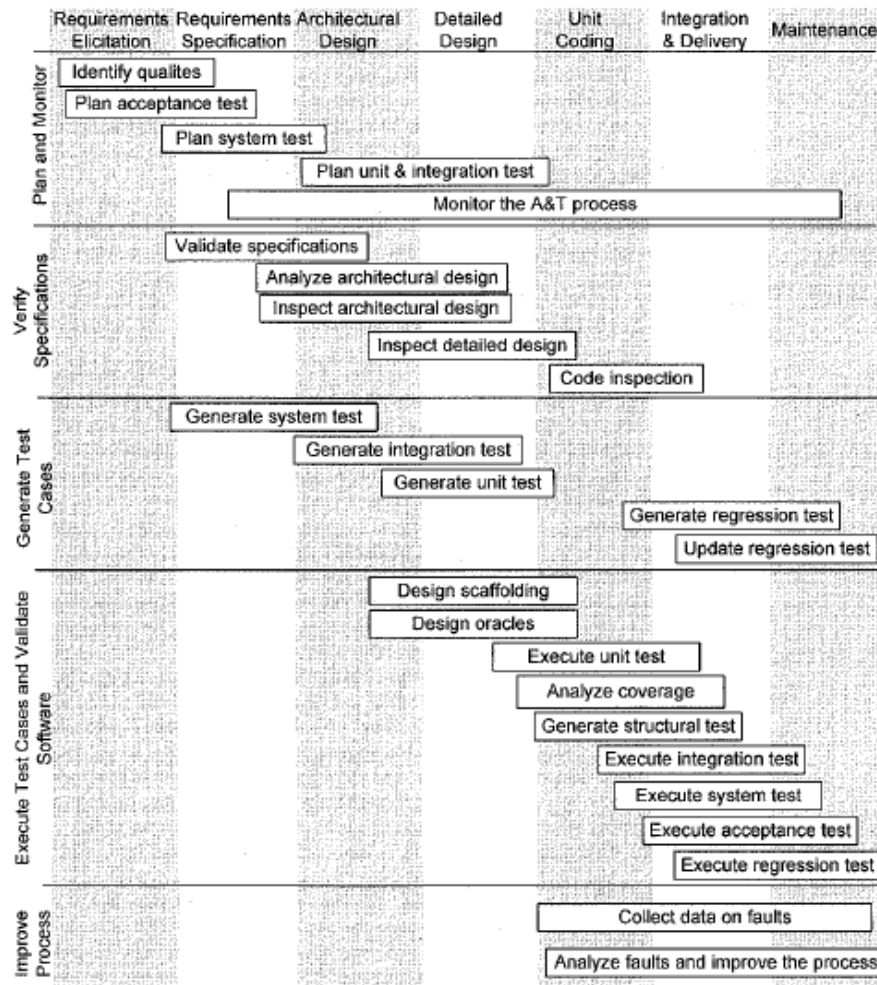 Requirements Elicitation
Requirements Specification
Architectural Design
Detailed Design
Unit Coding
Integration & Delivery
Maintenance
Plan and Monitor
Identify qualites
Plan acceptance test
Plan system test
Plan unit & integration test
Monitor the A&T process
Verify Specifications
Validate specifications
Analyze architectural design
Inspect architectural design
Inspect detailed design
Code inspection
Generate Test Cases
Generate system test
Generate integration test
Generate unit test
Generate regression test
Update regression test
Execute Test Cases and Validate Software
Design scaffolding
Design oracles
Execute unit test
Analyze coverage
Generate structural test
Execute integration test
Execute system test
Execute acceptance test
Execute regression test
Improve Process
Collect data on faults
Analyze faults and improve the process